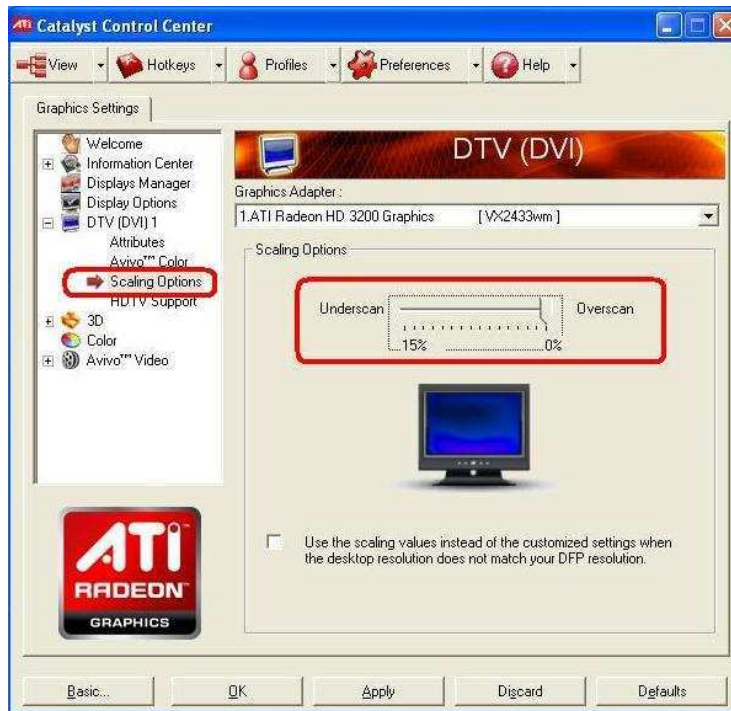 ATI Catalyst Control Center
View Hotkeys Profiles Preferences Help
Graphics Settings
Welcome
Information Center
Displays Manager
Display Options
DTV (DVI) 1
Attributes
Avivo™ Color
Scaling Options
HDTV Support
3D
Color
Avivo™ Video
ATI
RADEON
GRAPHICS
DTV (DVI)
Graphics Adapter :
1.ATI Radeon HD 3200 Graphics [ VX2433wm ]
Scaling Options
Underscan Overscan
15% 0%
Use the scaling values instead of the customized settings when
the desktop resolution does not match your DFP resolution.
Basic... OK Apply Discard Defaults